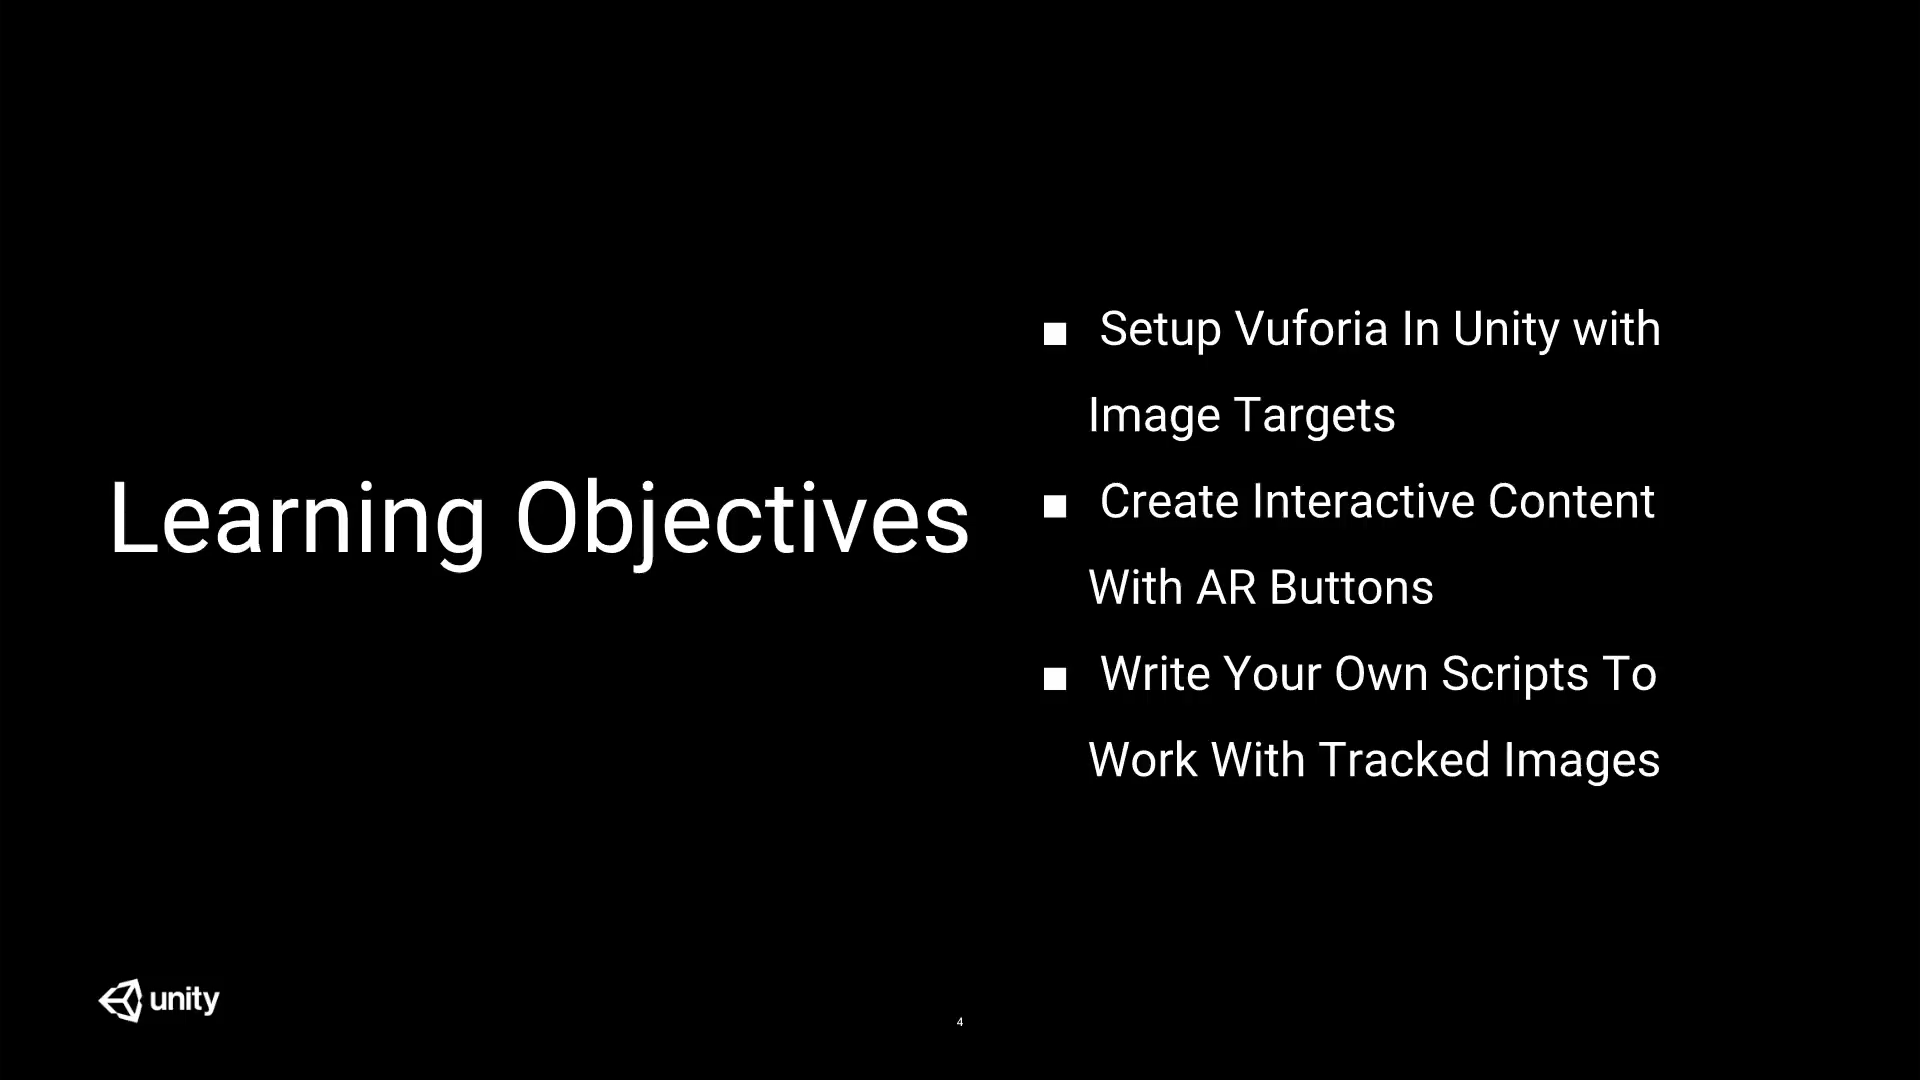 Learning Objectives
■ Setup Vuforia In Unity with
Image Targets
■ Create Interactive Content
With AR Buttons
■ Write Your Own Scripts To
Work With Tracked Images
unity
4